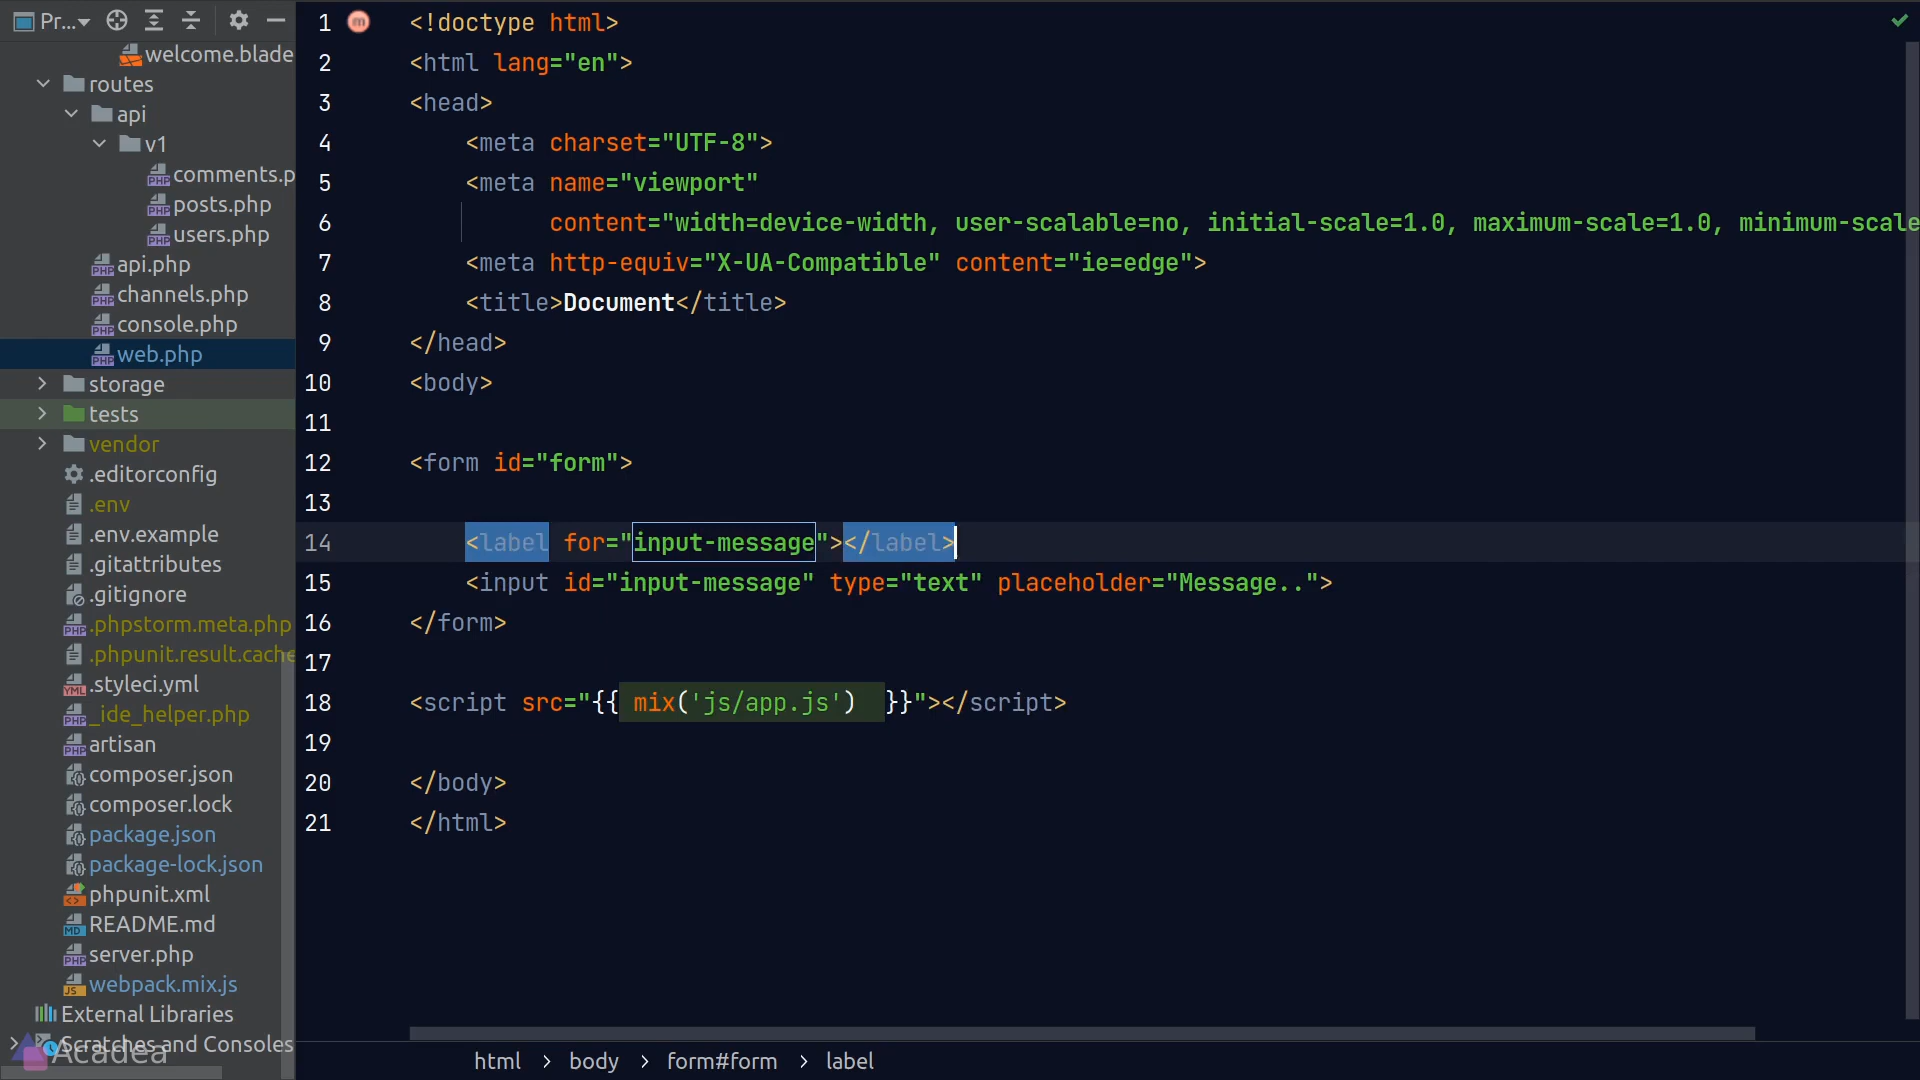 Pr...
welcome.blade
routes
api
v1
comments.p
posts.php
users.php
api.php
channels.php
console.php
web.php
storage
tests
vendor
.editorconfig
.env
.env.example
.gitattributes
.gitignore
.phpstorm.meta.php
.phpunit.result.cache
.styleci.yml
_ide_helper.php
artisan
composer.json
composer.lock
package.json
package-lock.json
phpunit.xml
README.md
server.php
webpack.mix.js
External Libraries
Scratches and Consoles
Acadea
1 <!doctype html>
2 <html lang="en">
3 <head>
4 <meta charset="UTF-8">
5 <meta name="viewport"
6 content="width=device-width, user-scalable=no, initial-scale=1.0, maximum-scale=1.0, minimum-scale
7 <meta http-equiv="X-UA-Compatible" content="ie=edge">
8 <title>Document</title>
9 </head>
10 <body>
11
12 <form id="form">
13
14 <label for="input-message"></label>
15 <input id="input-message" type="text" placeholder="Message..">
16 </form>
17
18 <script src="{{ mix('js/app.js') }}"></script>
19
20 </body>
21 </html>
html > body > form#form > label